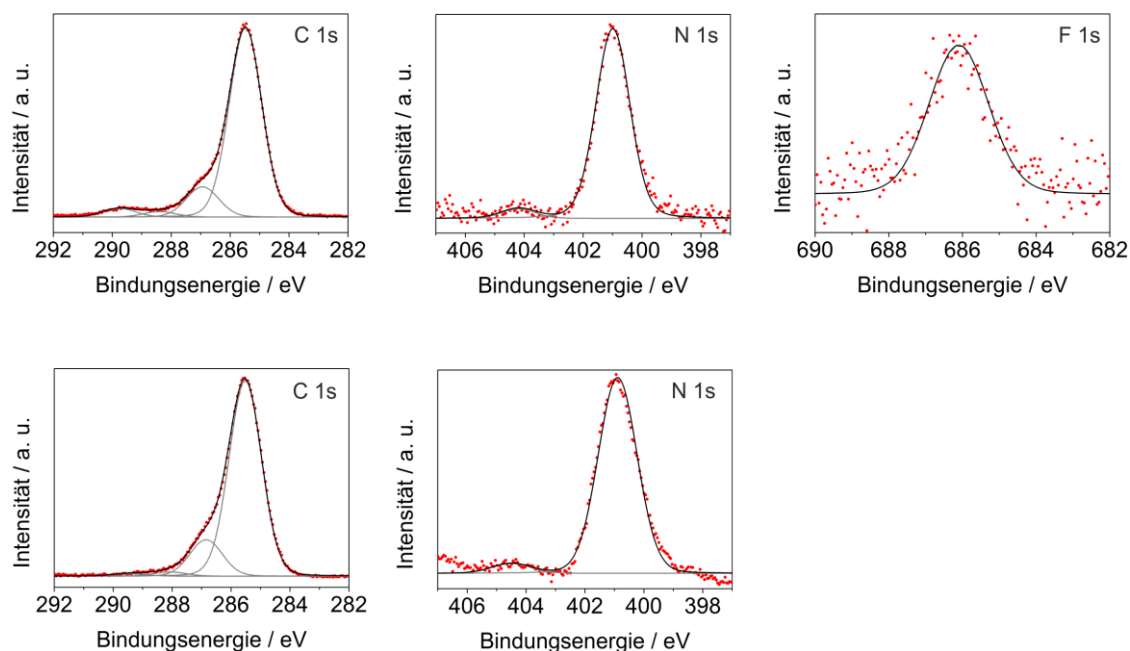 C 1s
Intensität / a. u.
292 290 288 286 284 282
Bindungsenergie / eV
N 1s
Intensität / a. u.
406 404 402 400 398
Bindungsenergie / eV
F 1s
Intensität / a. u.
690 688 686 684 682
Bindungsenergie / eV
C 1s
Intensität / a. u.
292 290 288 286 284 282
Bindungsenergie / eV
N 1s
Intensität / a. u.
406 404 402 400 398
Bindungsenergie / eV